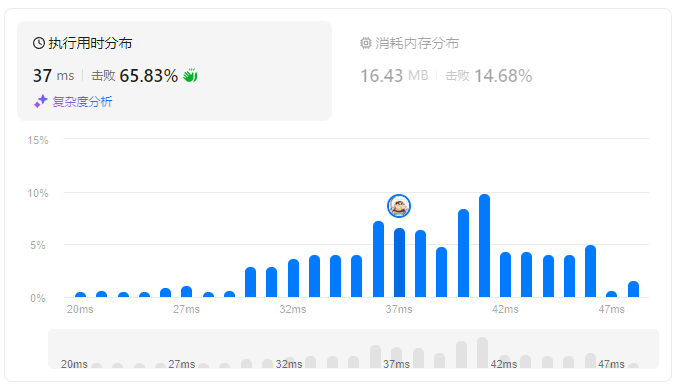 执行用时分布
37 ms 击败 65.83%
复杂度分析
消耗内存分布
16.43 MB 击败 14.68%
15%
10%
5%
0%
20ms 27ms 32ms 37ms 42ms 47ms
20ms 27ms 32ms 37ms 42ms 47ms